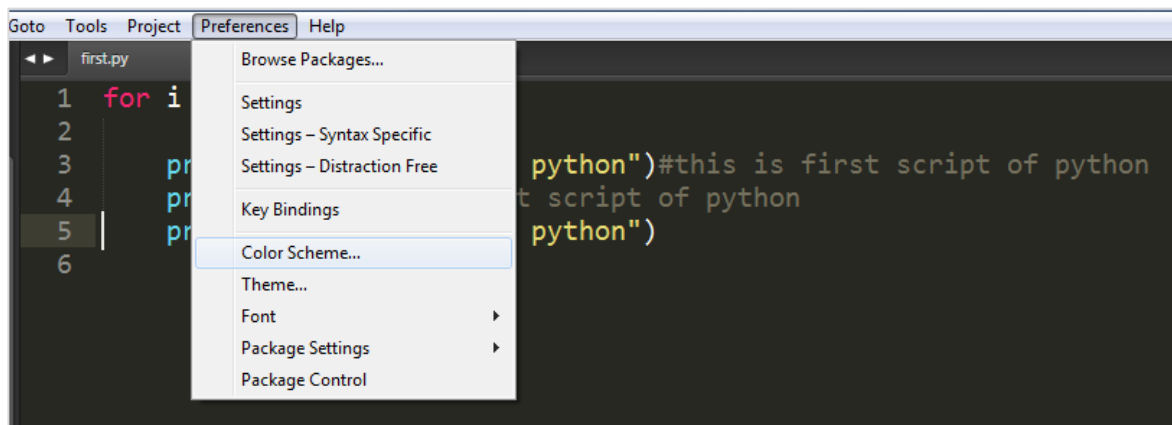 Goto Tools Project Preferences Help
first.py
Browse Packages...
Settings
Settings – Syntax Specific
Settings – Distraction Free
Key Bindings
Color Scheme...
Theme...
Font
Package Settings
Package Control
1 for i
2
3 pr python")#this is first script of python
4 pr t script of python
5 pr python")
6